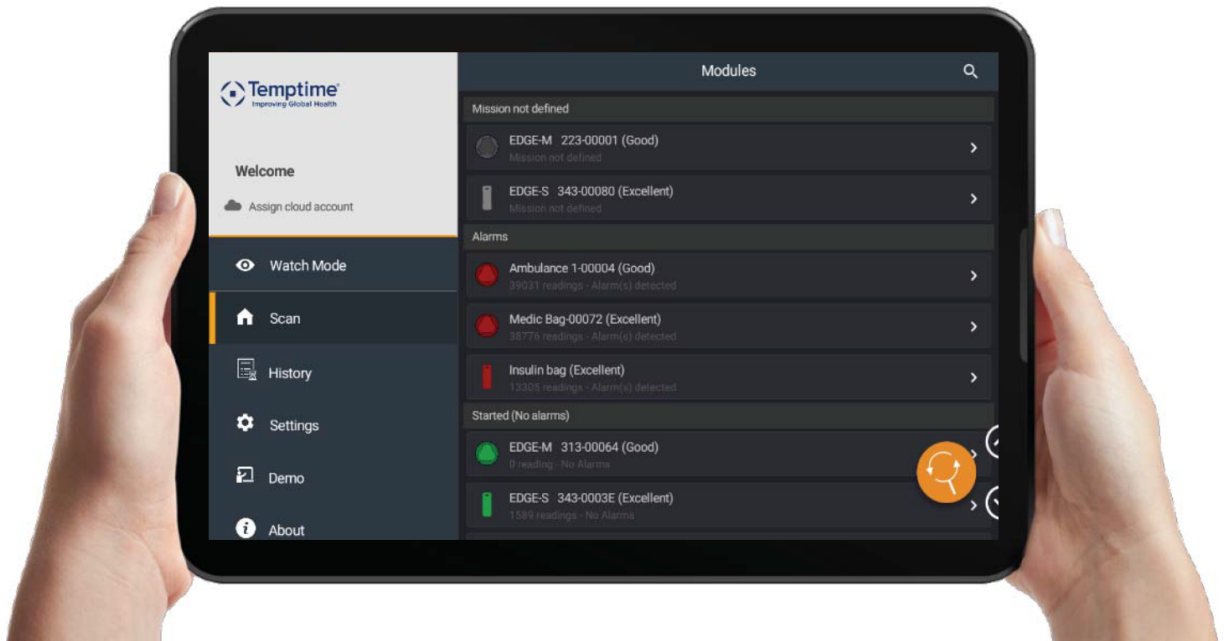 Temptime®
Improving Global Health
Welcome
Assign cloud account
Watch Mode
Scan
History
Settings
Demo
About
Modules
Mission not defined
EDGE-M 223-00001 (Good)
Mission not defined
EDGE-S 343-00080 (Excellent)
Mission not defined
Alarms
Ambulance 1-00004 (Good)
39031 readings - Alarm(s) detected
Medic Bag-00072 (Excellent)
38776 readings - Alarm(s) detected
Insulin bag (Excellent)
13305 readings - Alarm(s) detected
Started (No alarms)
EDGE-M 313-00064 (Good)
0 reading - No Alarms
EDGE-S 343-0003E (Excellent)
1589 readings - No Alarms